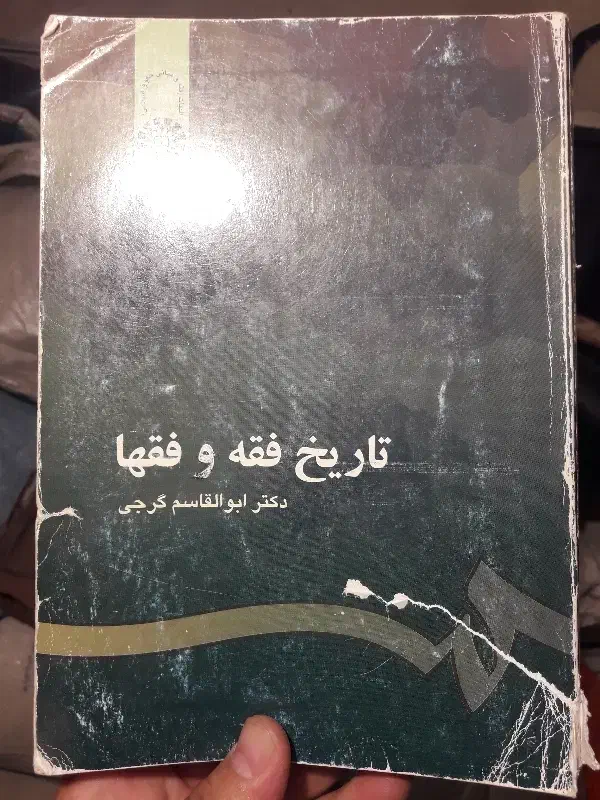 تاریخ فقه و فقها
دکتر ابوالقاسم گرجی